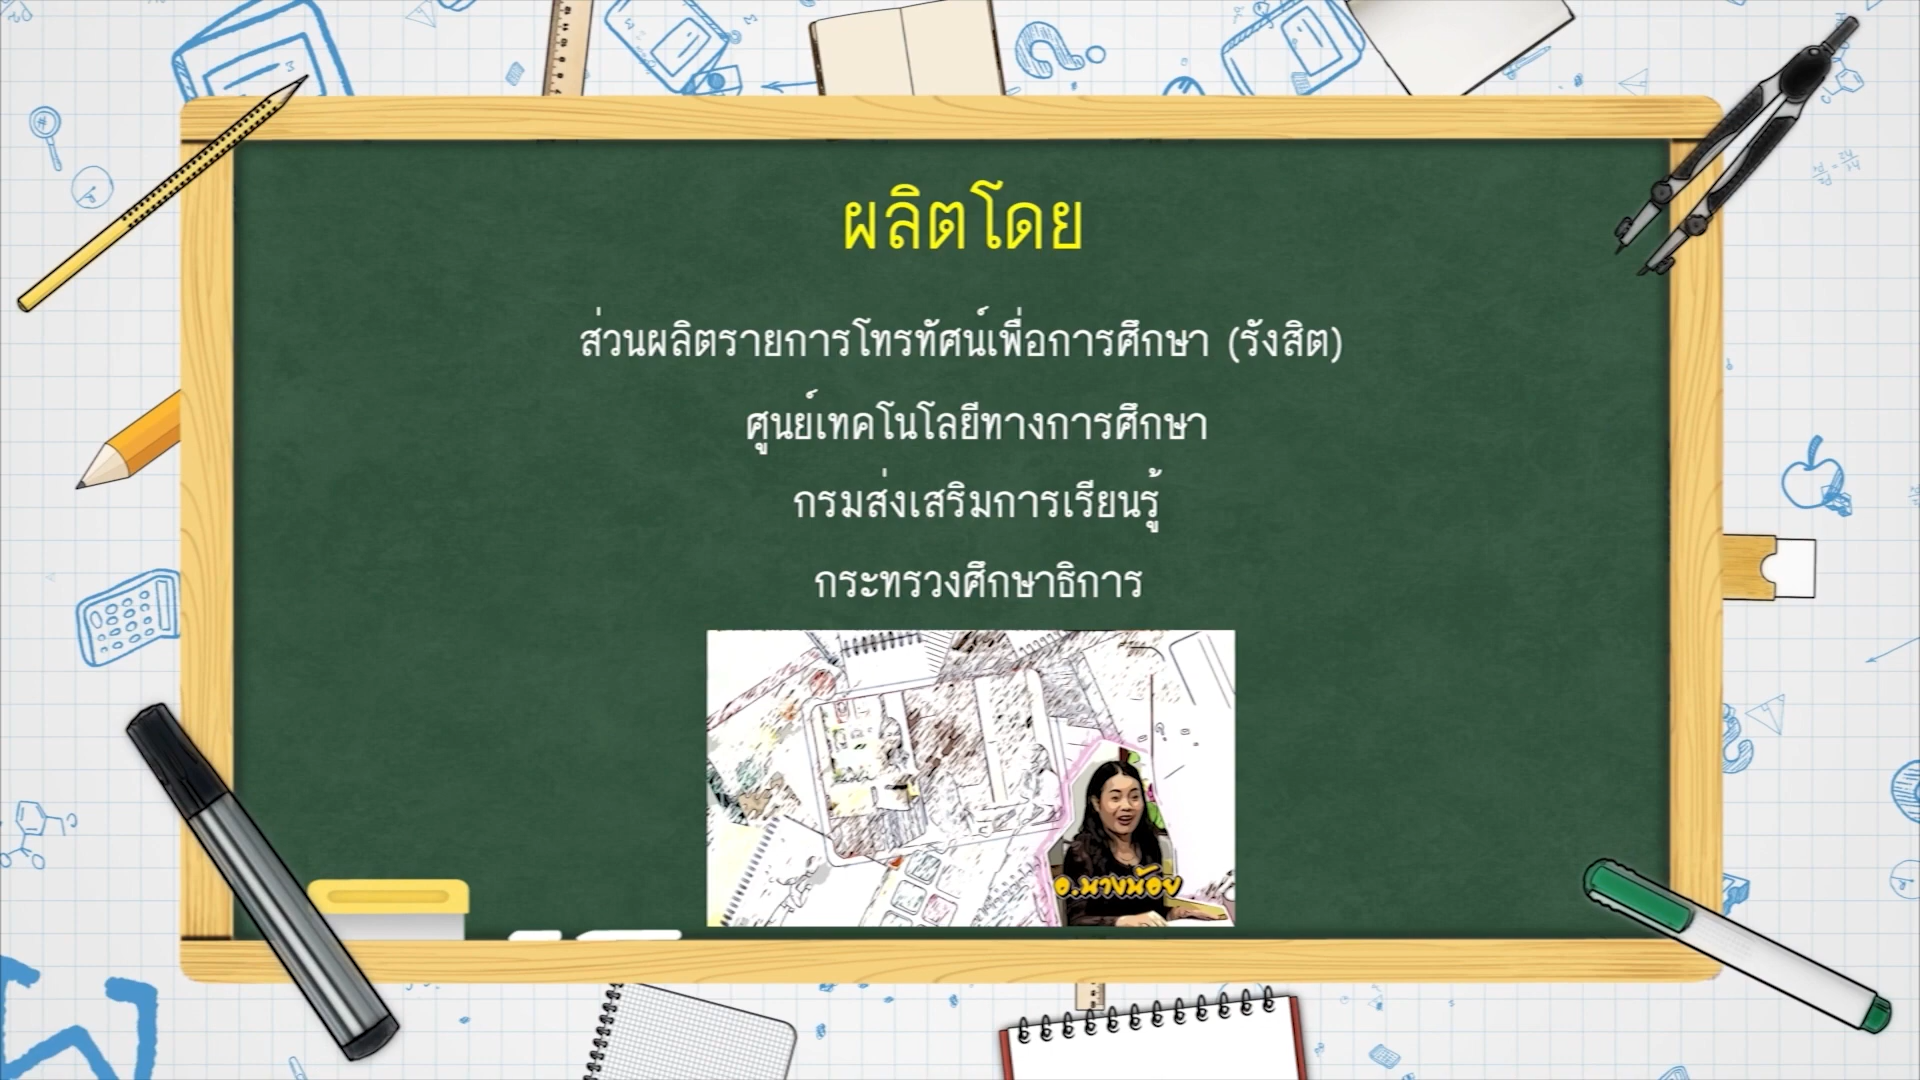 ผลิตโดย
ส่วนผลิตรายการโทรทัศน์เพื่อการศึกษา (รังสิต)
ศูนย์เทคโนโลยีทางการศึกษา
กรมส่งเสริมการเรียนรู้
กระทรวงศึกษาธิการ
อ.นางน้อย